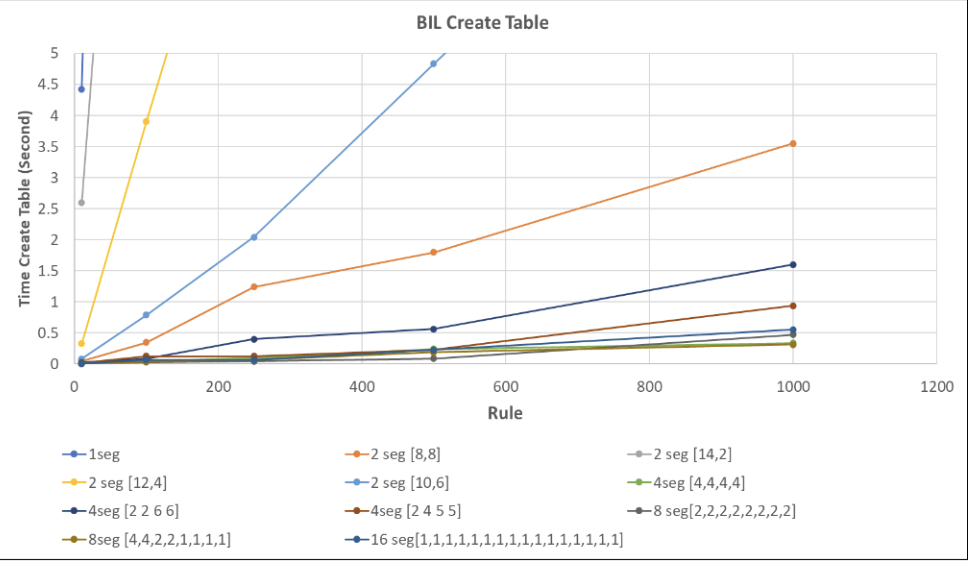 BIL Create Table
5
4.5
4
3.5
3
2.5
2
1.5
1
0.5
0
Time Create Table (Second)
0 200 400 600 800 1000 1200
Rule
1seg 2 seg [8,8] 2 seg [14,2]
2 seg [12,4] 2 seg [10,6] 4seg [4,4,4,4]
4seg [2 2 6 6] 4seg [2 4 5 5] 8 seg[2,2,2,2,2,2,2,2]
8seg [4,4,2,2,1,1,1,1] 16 seg[1,1,1,1,1,1,1,1,1,1,1,1,1,1,1,1]